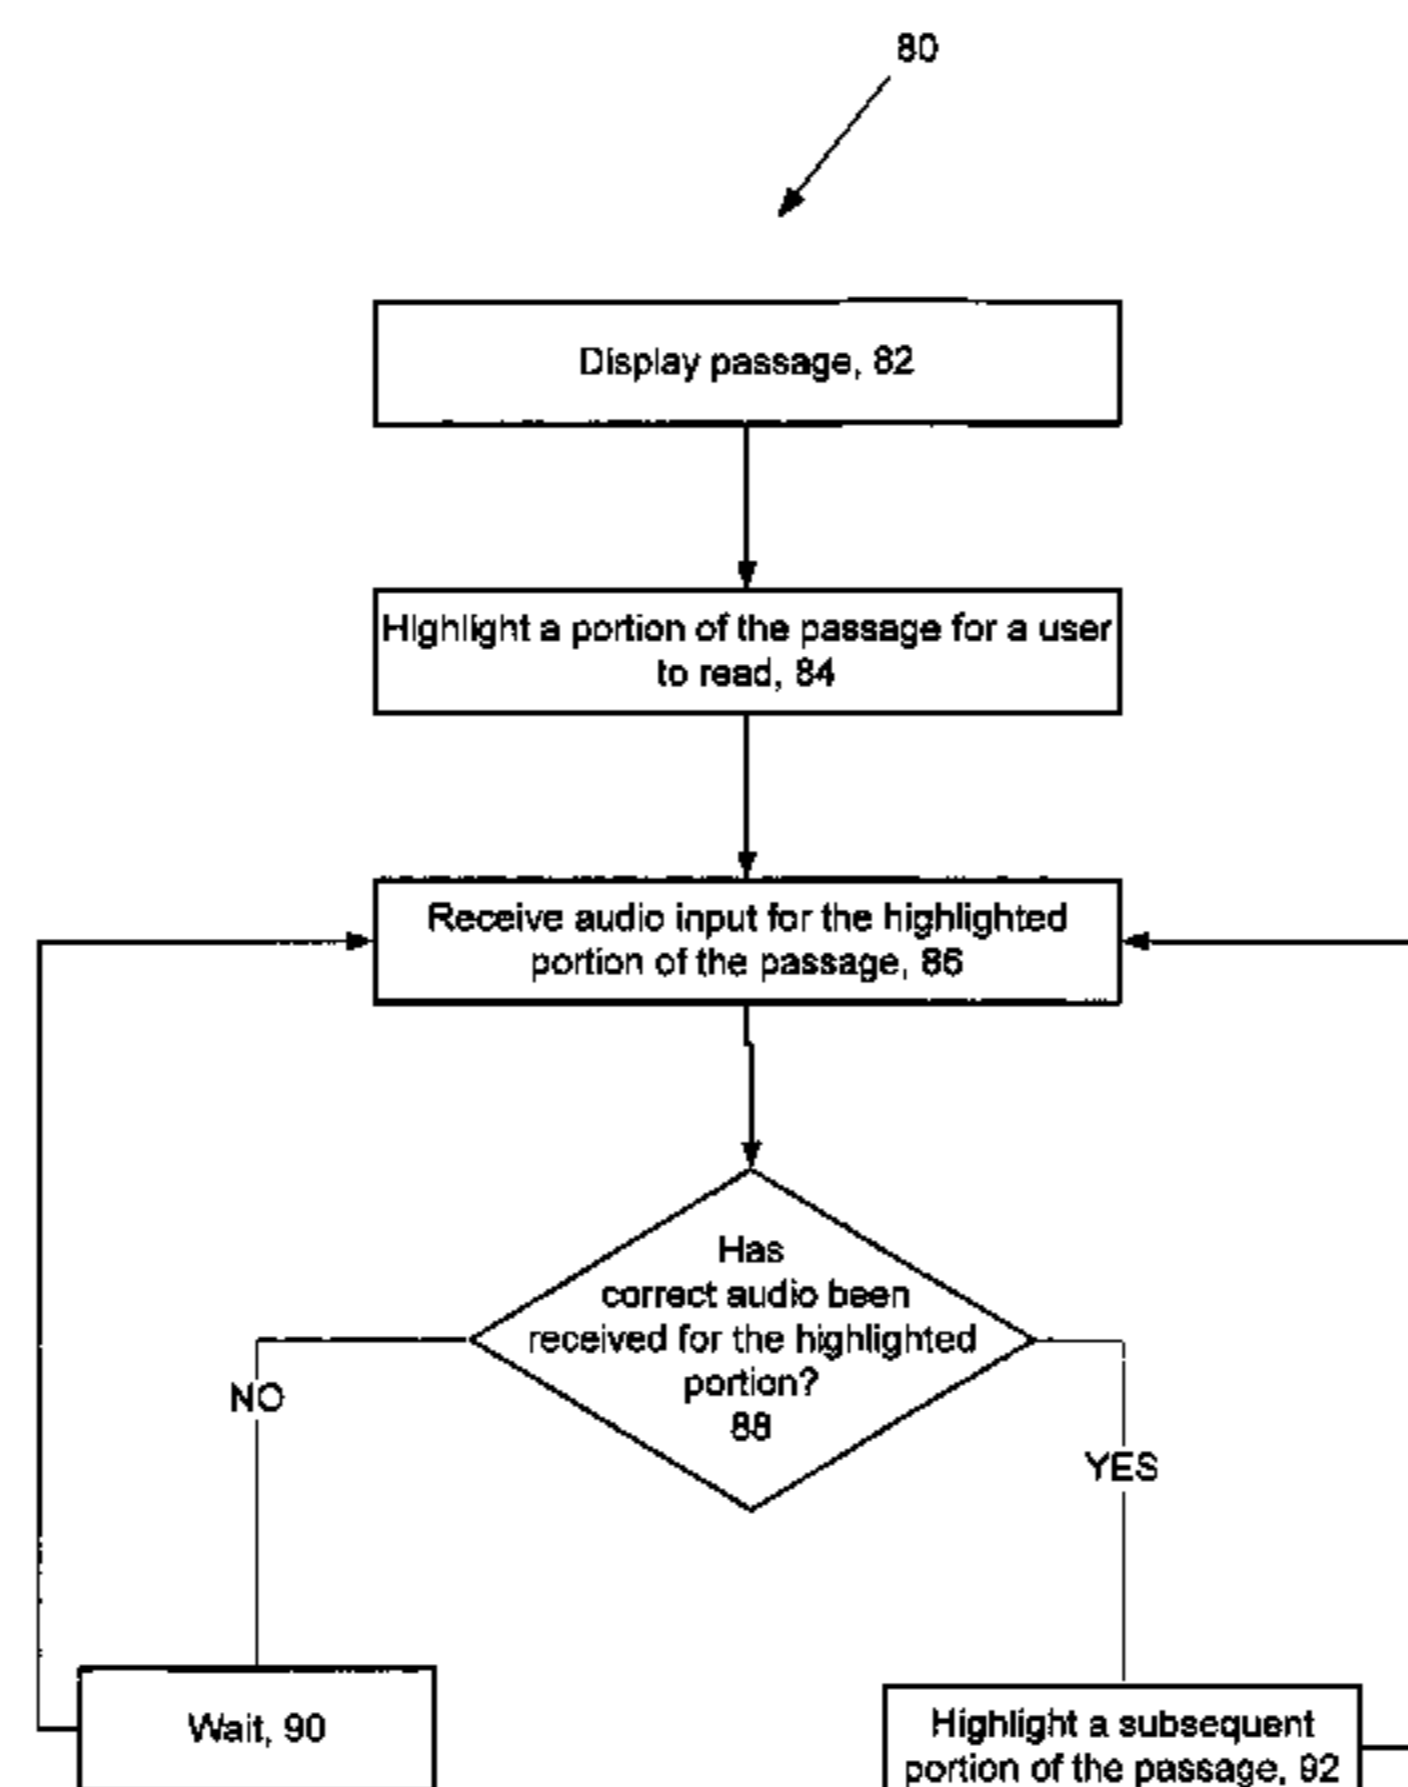 80
Display passage, 82
Highlight a portion of the passage for a user
to read, 84
Receive audio input for the highlighted
portion of the passage, 86
Has
correct audio been
received for the highlighted
portion?
88
NO
YES
Wait, 90
Highlight a subsequent
portion of the passage, 92